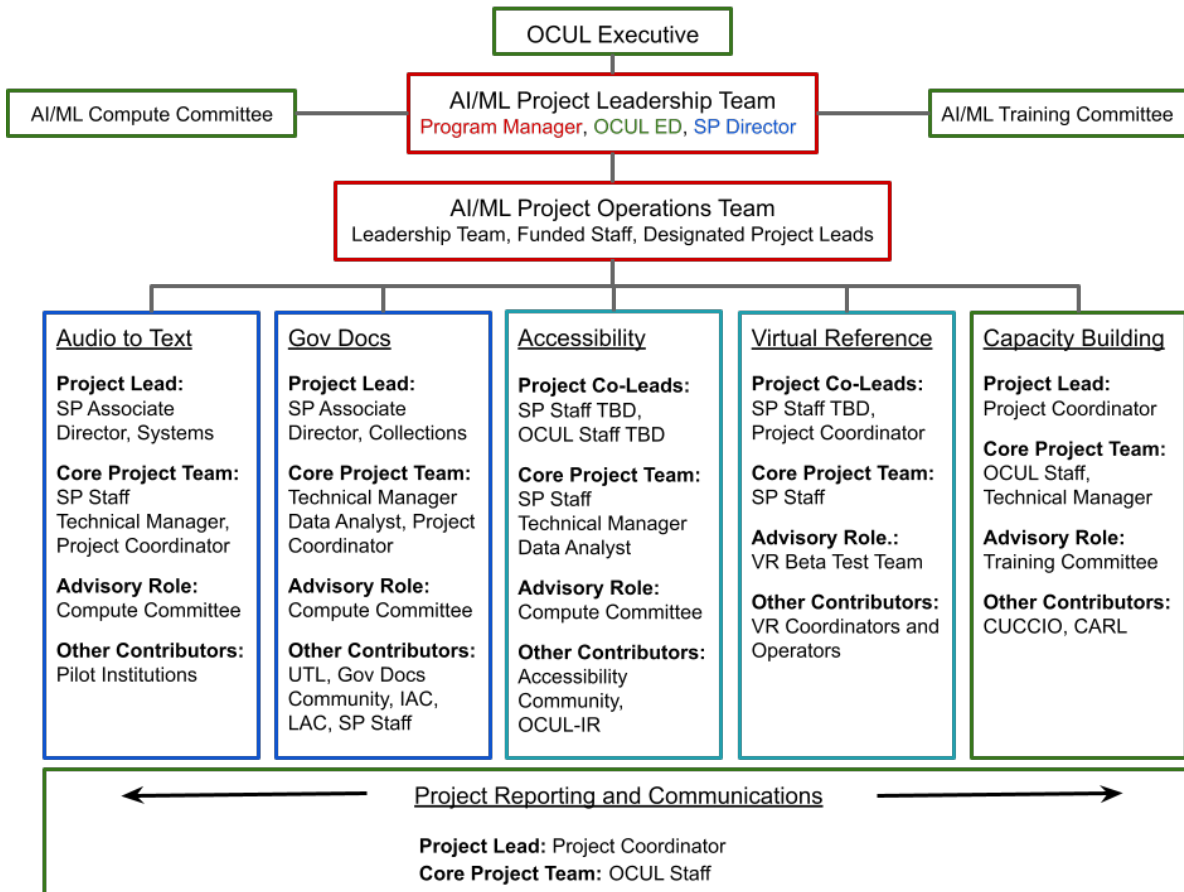 OCUL Executive
AI/ML Compute Committee
AI/ML Project Leadership Team
Program Manager, OCUL ED, SP Director
AI/ML Training Committee
AI/ML Project Operations Team
Leadership Team, Funded Staff, Designated Project Leads
Audio to Text
Project Lead:
SP Associate
Director, Systems
Core Project Team:
SP Staff
Technical Manager,
Project Coordinator
Advisory Role:
Compute Committee
Other Contributors:
Pilot Institutions
Gov Docs
Project Lead:
SP Associate
Director, Collections
Core Project Team:
Technical Manager
Data Analyst, Project
Coordinator
Advisory Role:
Compute Committee
Other Contributors:
UTL, Gov Docs
Community, IAC,
LAC, SP Staff
Accessibility
Project Co-Leads:
SP Staff TBD,
OCUL Staff TBD
Core Project Team:
SP Staff
Technical Manager
Data Analyst
Advisory Role:
Compute Committee
Other Contributors:
Accessibility
Community,
OCUL-IR
Virtual Reference
Project Co-Leads:
SP Staff TBD,
Project Coordinator
Core Project Team:
SP Staff
Advisory Role.:
VR Beta Test Team
Other Contributors:
VR Coordinators and
Operators
Capacity Building
Project Lead:
Project Coordinator
Core Project Team:
OCUL Staff,
Technical Manager
Advisory Role:
Training Committee
Other Contributors:
CUCCIO, CARL
Project Reporting and Communications
Project Lead: Project Coordinator
Core Project Team: OCUL Staff